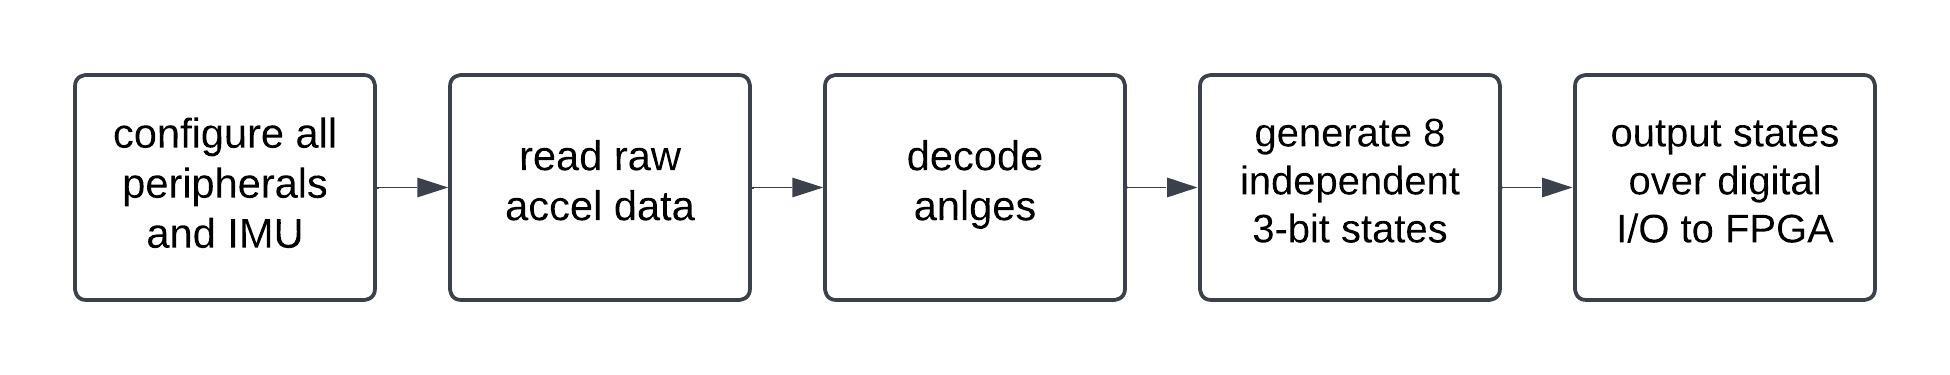 configure all
peripherals
and IMU
read raw
accel data
decode
anlges
generate 8
independent
3-bit states
output states
over digital
I/O to FPGA